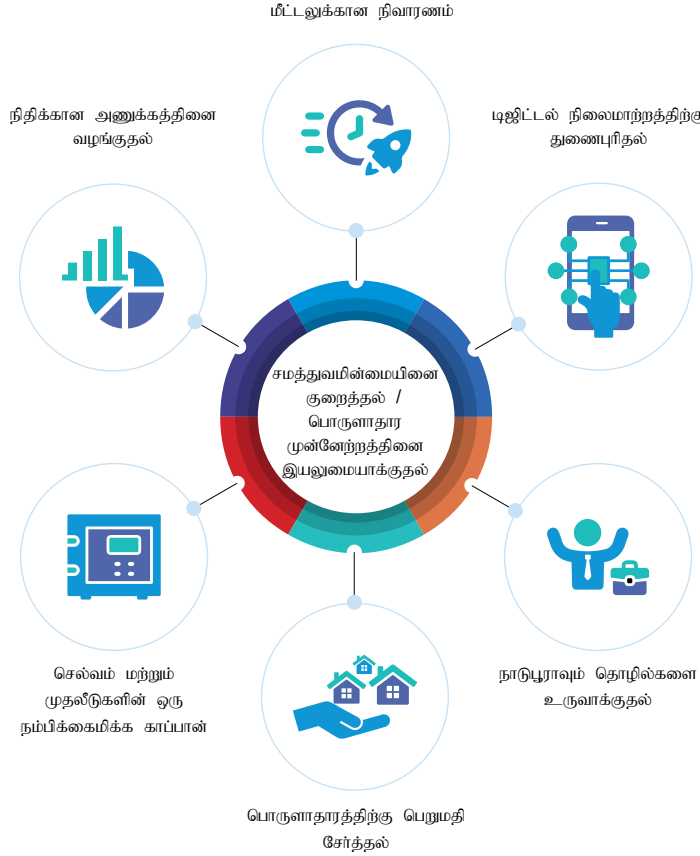 மீட்டலுக்கான நிவாரணம்
நிதிக்கான அணுக்கத்தினை
வழங்குதல்
டிஜிட்டல் நிலைமாற்றத்திற்கு
துணைபுரிதல்
சமத்துவமின்மையினை
குறைத்தல் /
பொருளாதார
முன்னேற்றத்தினை
இயலுமையாக்குதல்
செல்வம் மற்றும்
முதலீடுகளின் ஒரு
நம்பிக்கைமிக்க காப்பான்
நாடுபூராவும் தொழில்களை
உருவாக்குதல்
பொருளாதாரத்திற்கு பெறுமதி
சேர்த்தல்